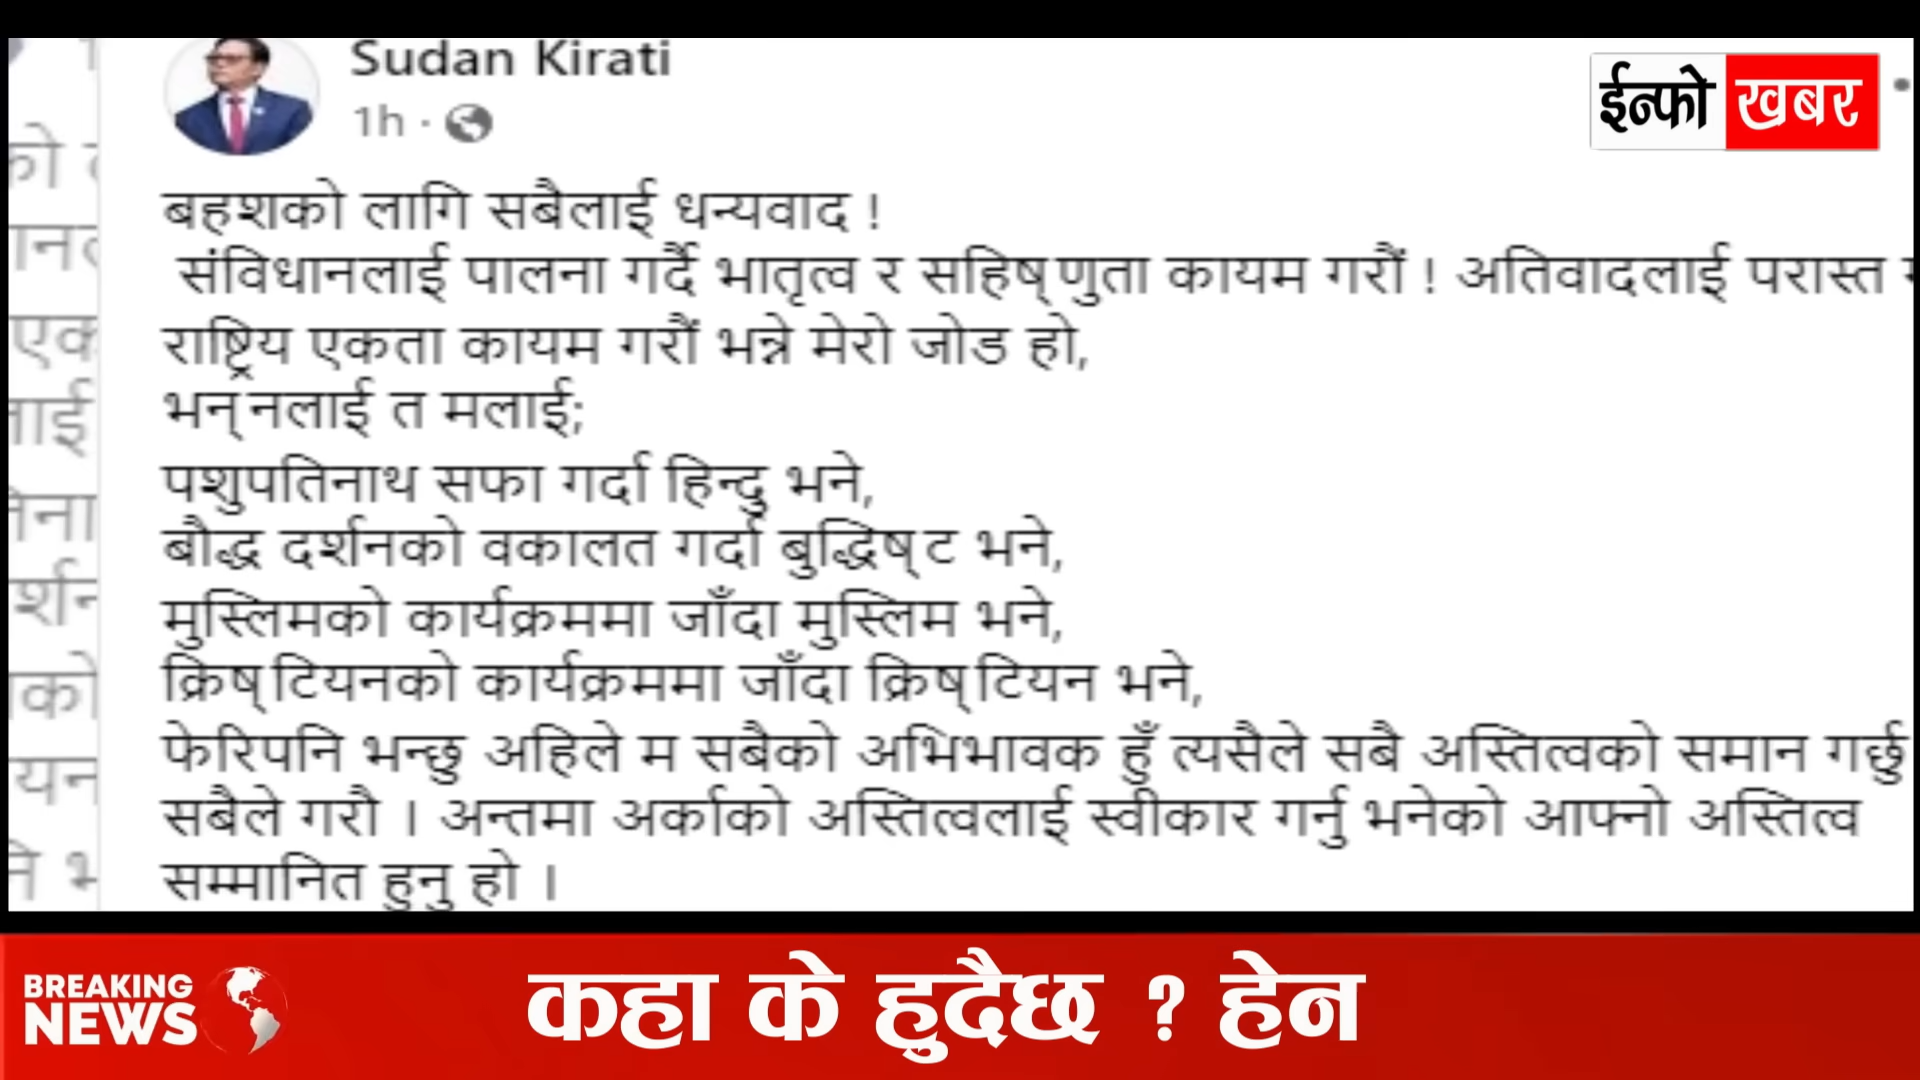 Sudan Kirati
1h ·
ईन्फो खबर
बहशको लागि सबैलाई धन्यवाद !
संविधानलाई पालना गर्दै भातृत्व र सहिष्णुता कायम गरौं ! अतिवादलाई परास्त
राष्ट्रिय एकता कायम गरौं भन्ने मेरो जोड हो,
भन्नलाई त मलाई;
पशुपतिनाथ सफा गर्दा हिन्दु भने,
बौद्ध दर्शनको वकालत गर्दा बुद्धिष्ट भने,
मुस्लिमको कार्यक्रममा जाँदा मुस्लिम भने,
क्रिष्टियनको कार्यक्रममा जाँदा क्रिष्टियन भने,
फेरिपनि भन्छु अहिले म सबैको अभिभावक हुँ त्यसैले सबै अस्तित्वको समान गर्छु
सबैले गरौ । अन्तमा अर्काको अस्तित्वलाई स्वीकार गर्नु भनेको आफ्नो अस्तित्व
सम्मानित हुनु हो ।
BREAKING
NEWS
कहा के हुदैछ ? हेन